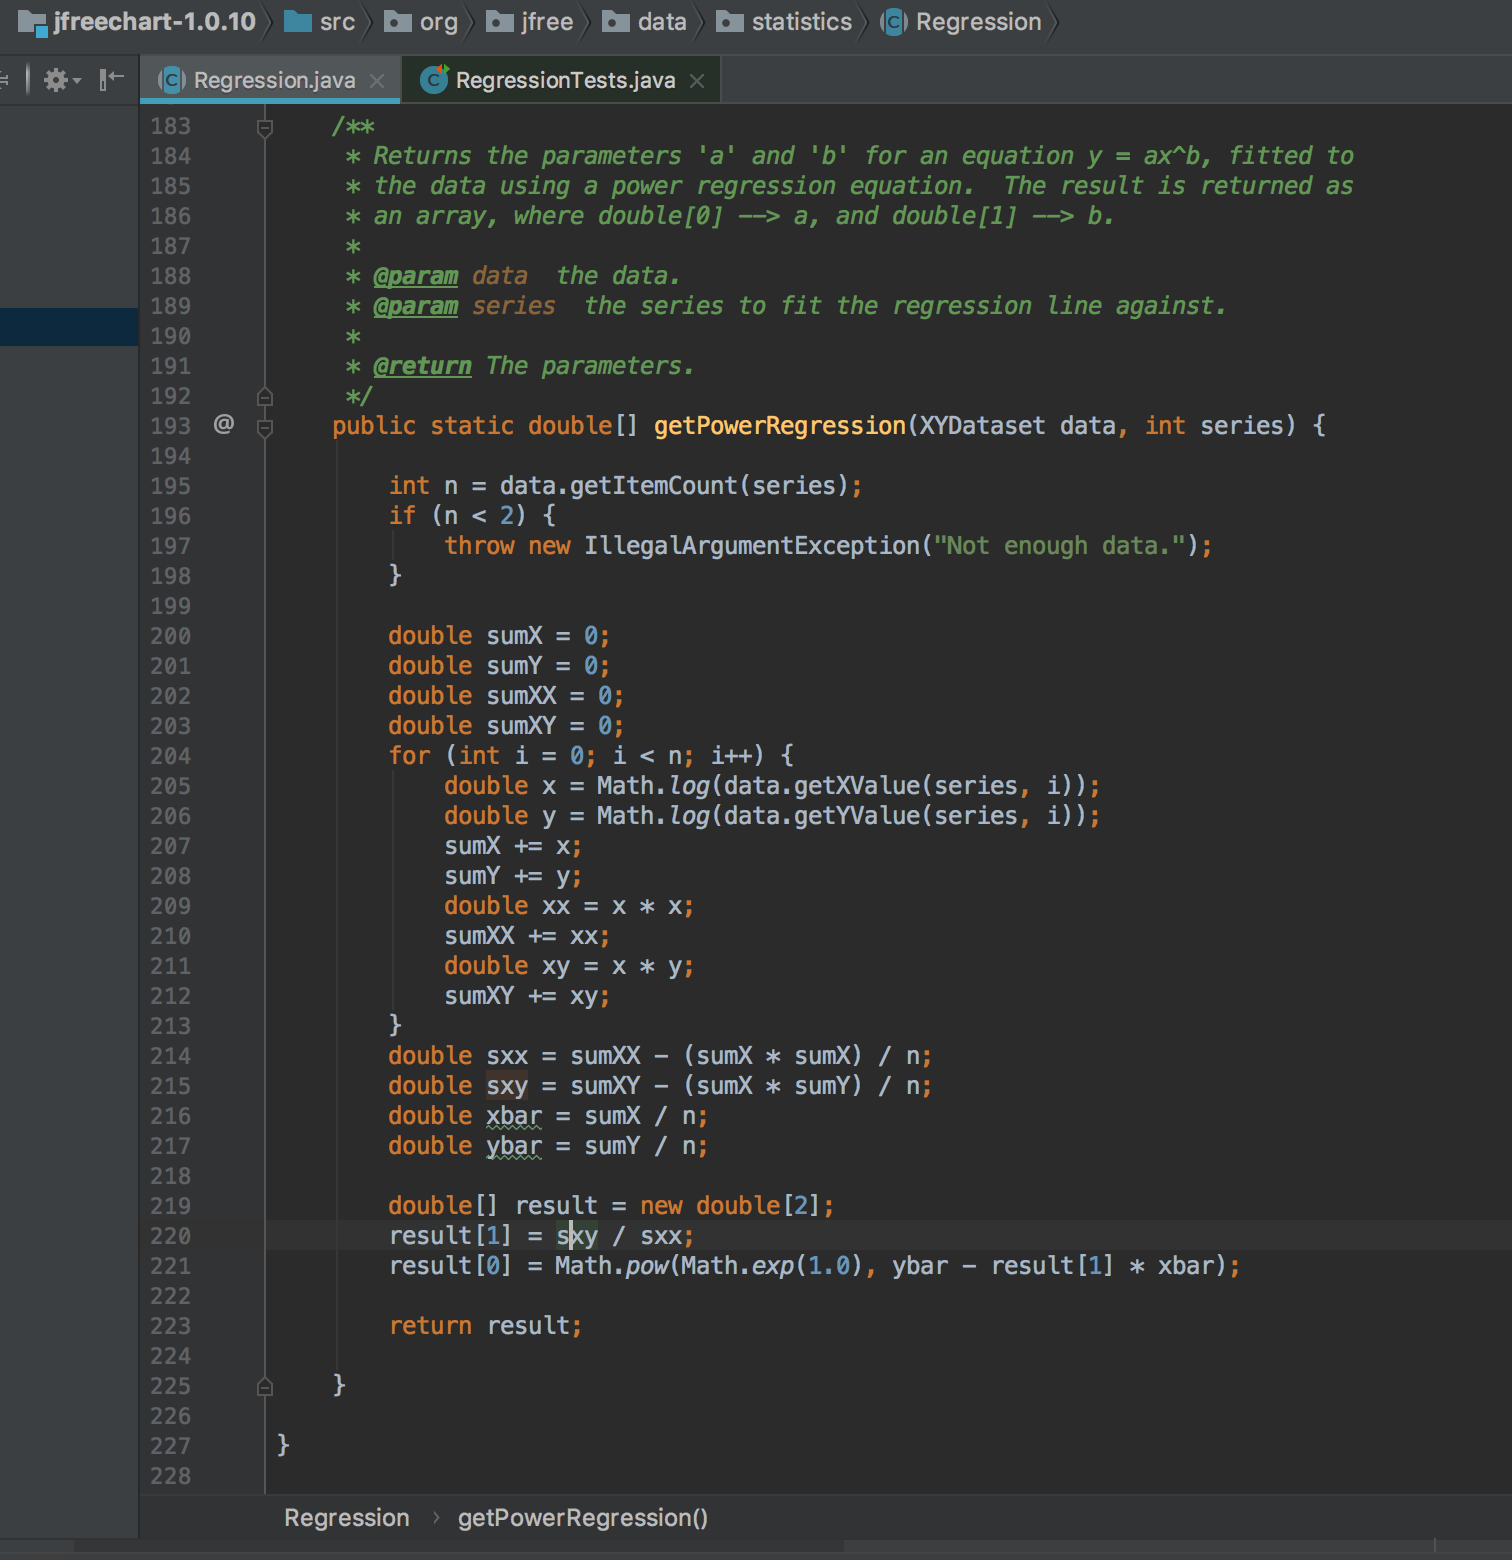 jfreechart-1.0.10 src org jfree data statistics Regression
Regression.java RegressionTests.java
183 /**
184 * Returns the parameters 'a' and 'b' for an equation y = ax^b, fitted to
185 * the data using a power regression equation.  The result is returned as
186 * an array, where double[0] --> a, and double[1] --> b.
187 *
188 * @param data  the data.
189 * @param series  the series to fit the regression line against.
190 *
191 * @return The parameters.
192 */
193 @ public static double[] getPowerRegression(XYDataset data, int series) {
194
195 int n = data.getItemCount(series);
196 if (n < 2) {
197 throw new IllegalArgumentException("Not enough data.");
198 }
199
200 double sumX = 0;
201 double sumY = 0;
202 double sumXX = 0;
203 double sumXY = 0;
204 for (int i = 0; i < n; i++) {
205 double x = Math.log(data.getXValue(series, i));
206 double y = Math.log(data.getYValue(series, i));
207 sumX += x;
208 sumY += y;
209 double xx = x * x;
210 sumXX += xx;
211 double xy = x * y;
212 sumXY += xy;
213 }
214 double sxx = sumXX - (sumX * sumX) / n;
215 double sxy = sumXY - (sumX * sumY) / n;
216 double xbar = sumX / n;
217 double ybar = sumY / n;
218
219 double[] result = new double[2];
220 result[1] = sxy / sxx;
221 result[0] = Math.pow(Math.exp(1.0), ybar - result[1] * xbar);
222
223 return result;
224
225 }
226
227 }
228
Regression › getPowerRegression()